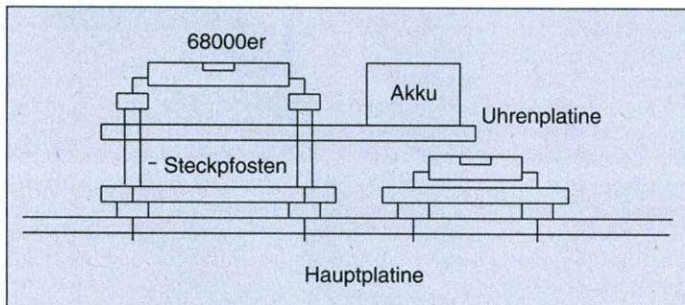 68000er
Akku
Uhrenplatine
- Steckpfosten
Hauptplatine